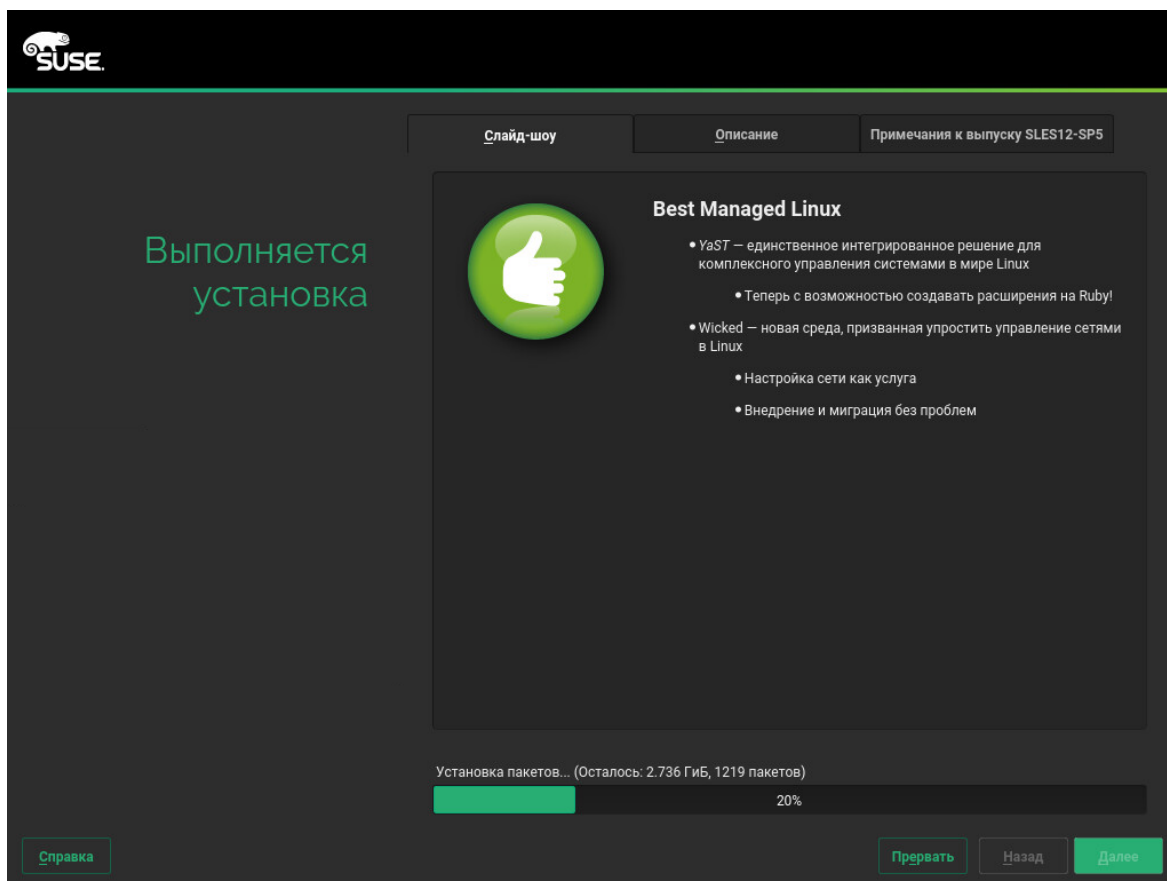 SUSE.
Слайд-шоу
Описание
Примечания к выпуску SLES12-SP5
Выполняется
установка
Best Managed Linux
• YaST — единственное интегрированное решение для
комплексного управления системами в мире Linux
• Теперь с возможностью создавать расширения на Ruby!
• Wicked — новая среда, призванная упростить управление сетями
в Linux
• Настройка сети как услуга
• Внедрение и миграция без проблем
Установка пакетов... (Осталось: 2.736 ГиБ, 1219 пакетов)
20%
Справка
Прервать
Назад
Далее